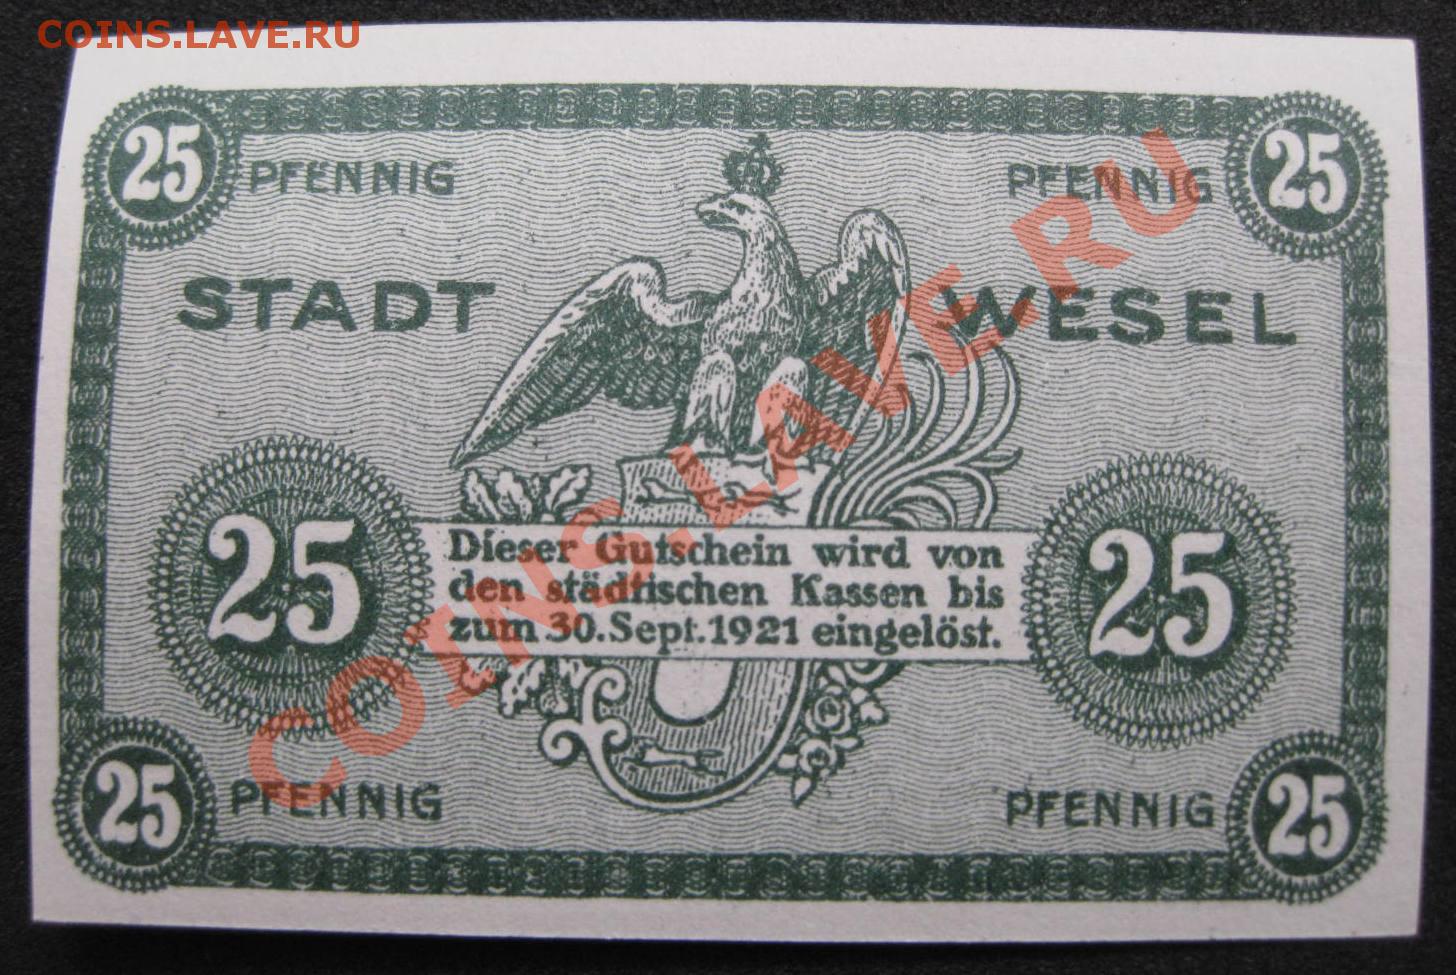 COINS.LAVE.RU
25 PFENNIG PFENNIG 25
STADT WESEL
25 Dieser Gutschein wird von 25
den städtischen Kassen bis
zum 30. Sept. 1921 eingelöst.
25 PFENNIG PFENNIG 25
COINS.LAVE.RU